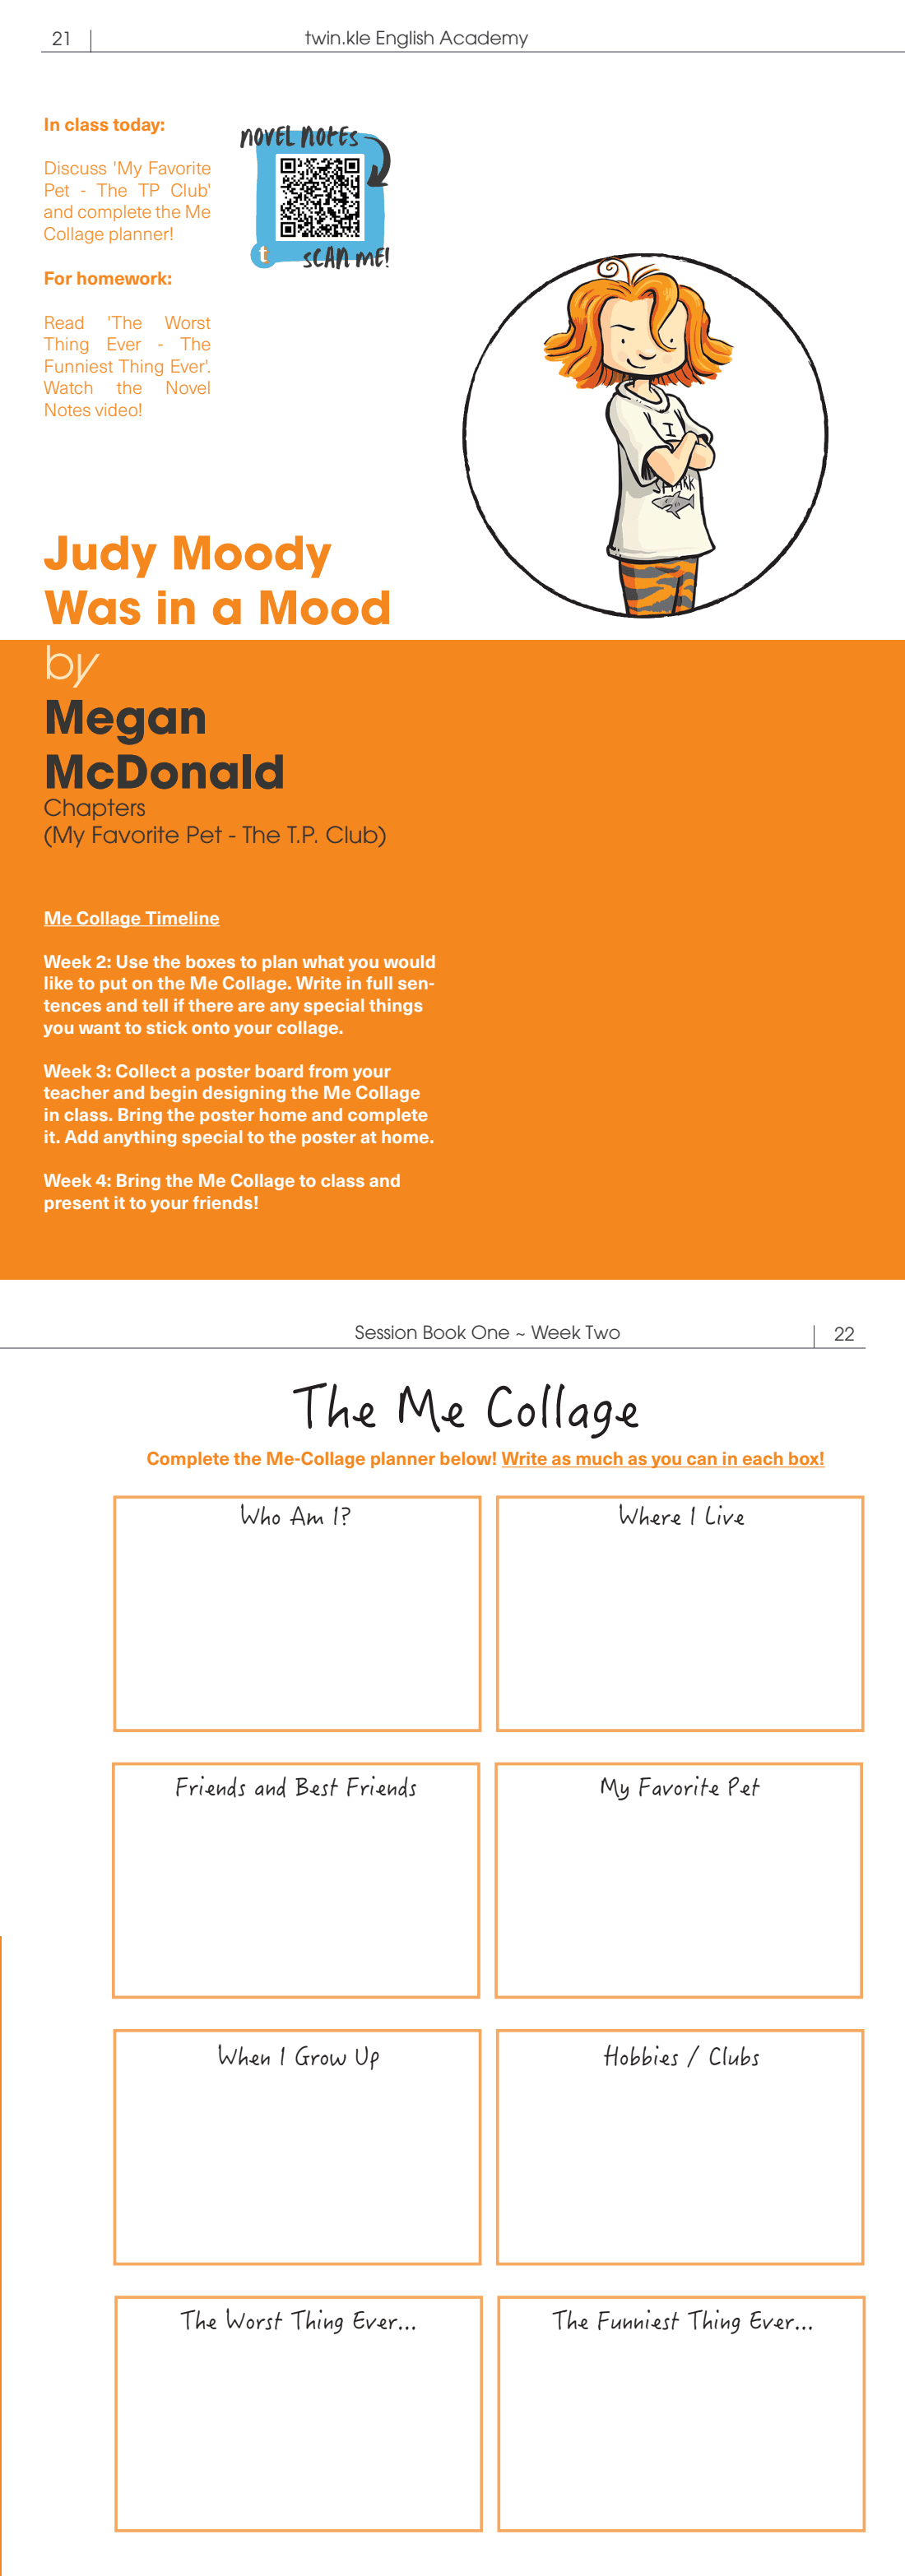 21
twin.kle English Academy
In class today:
Discuss 'My Favorite
Pet - The TP Club'
and complete the Me
Collage planner!
For homework:
Read 'The Worst
Thing Ever - The
Funniest Thing Ever'.
Watch the Novel
Notes video!
NOVEL NOTES
t
SCAN ME!
I
SHARK
Judy Moody
Was in a Mood
by
Megan
McDonald
Chapters
(My Favorite Pet - The T.P. Club)
Me Collage Timeline
Week 2: Use the boxes to plan what you would
like to put on the Me Collage. Write in full sen-
tences and tell if there are any special things
you want to stick onto your collage.
Week 3: Collect a poster board from your
teacher and begin designing the Me Collage
in class. Bring the poster home and complete
it. Add anything special to the poster at home.
Week 4: Bring the Me Collage to class and
present it to your friends!
Session Book One ~ Week Two
22
The Me Collage
Complete the Me-Collage planner below! Write as much as you can in each box!
Who Am I?
Where I Live
Friends and Best Friends
My Favorite Pet
When I Grow Up
Hobbies / Clubs
The Worst Thing Ever...
The Funniest Thing Ever...